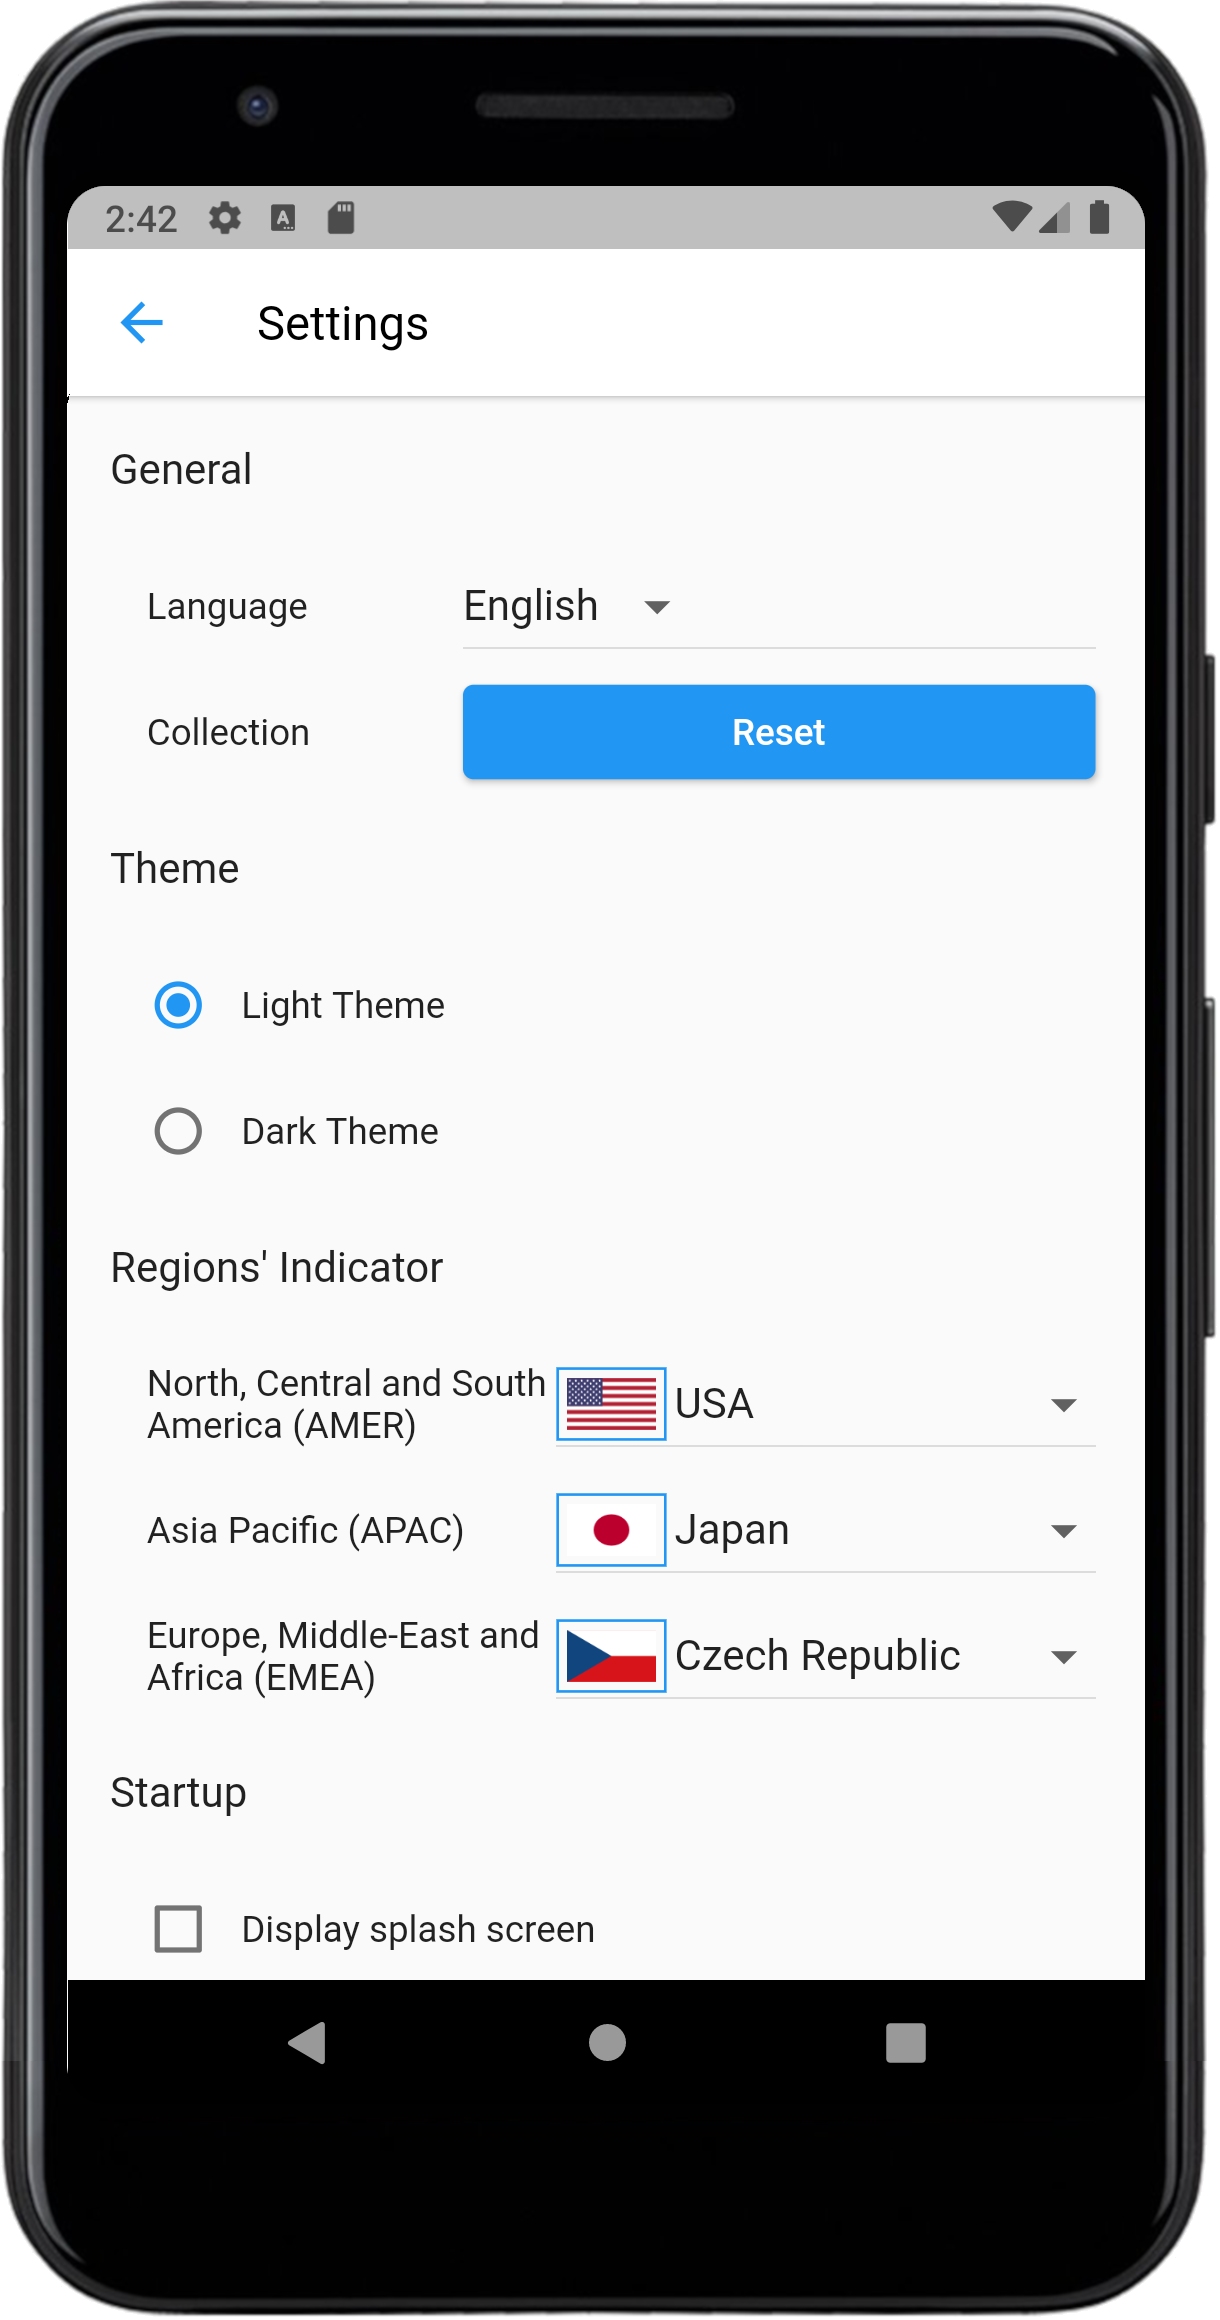 2:42
Settings
General
Language English
Collection Reset
Theme
Light Theme
Dark Theme
Regions' Indicator
North, Central and South
America (AMER)
USA
Asia Pacific (APAC) Japan
Europe, Middle-East and
Africa (EMEA)
Czech Republic
Startup
Display splash screen